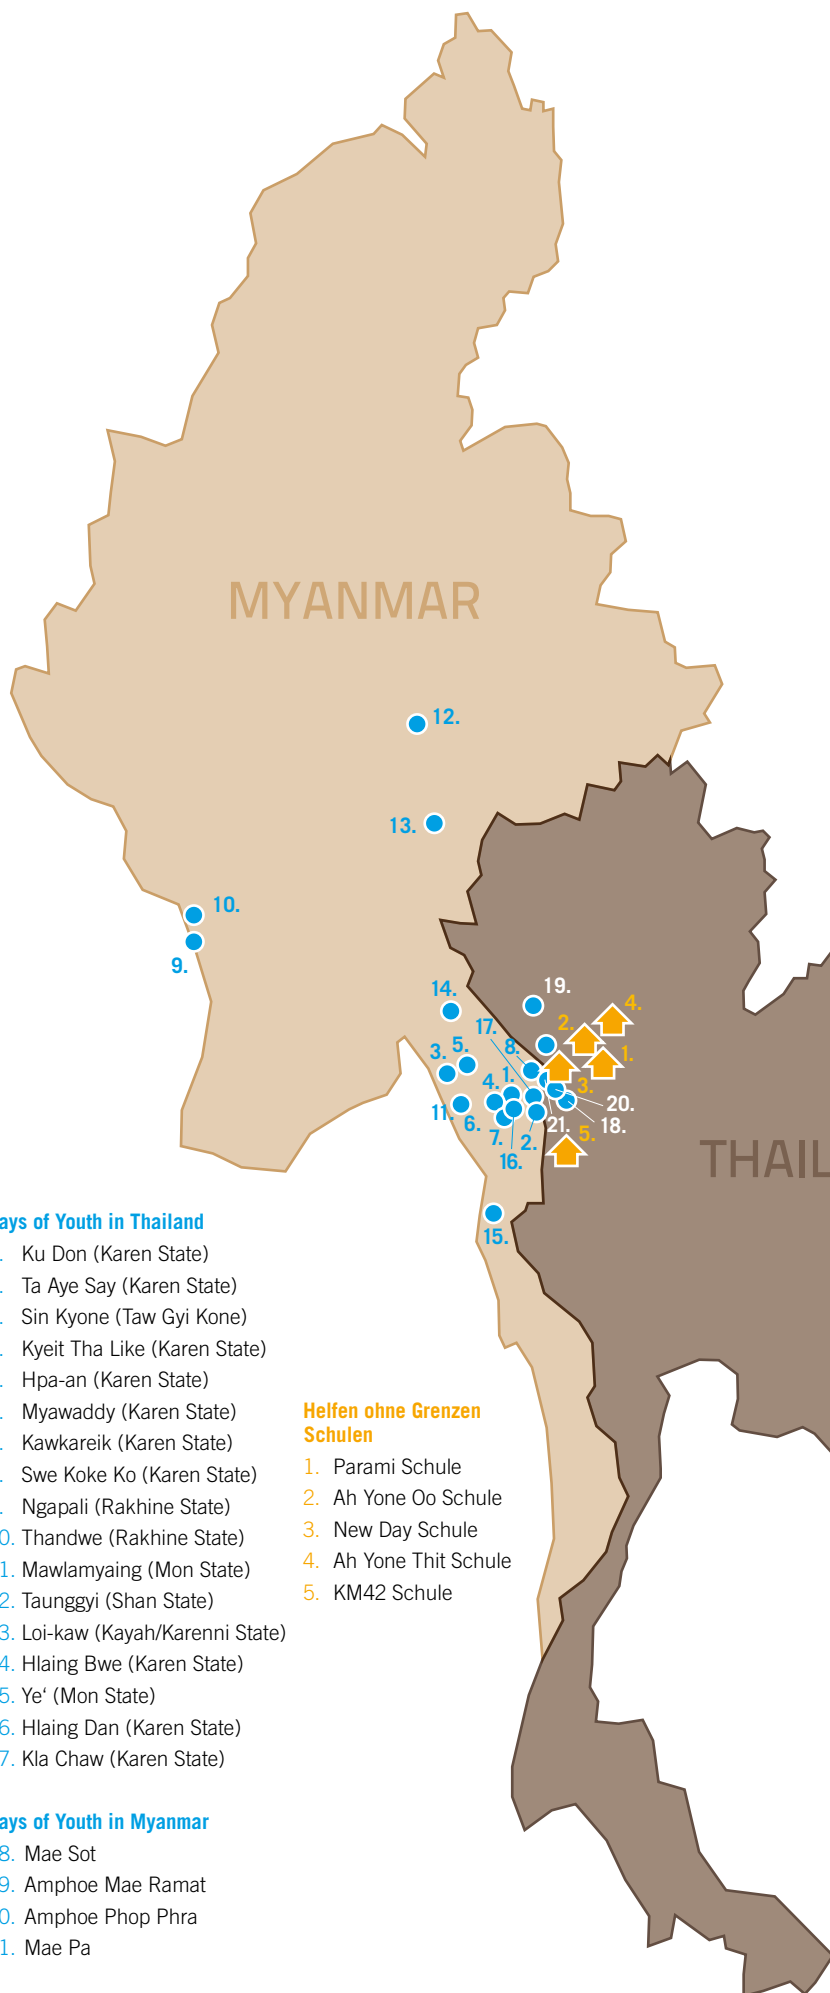 MYANMAR
12.
13.
10.
9.
14.
19.
4.
17.
2.
3.
5.
8.
1.
4.
1.
3.
11.
6.
20.
7.
2.
21.
5.
18.
16.
THAIL
15.
ays of Youth in Thailand
. Ku Don (Karen State)
. Ta Aye Say (Karen State)
. Sin Kyone (Taw Gyi Kone)
. Kyeit Tha Like (Karen State)
. Hpa-an (Karen State)
. Myawaddy (Karen State)
. Kawkareik (Karen State)
. Swe Koke Ko (Karen State)
. Ngapali (Rakhine State)
0. Thandwe (Rakhine State)
1. Mawlamyaing (Mon State)
2. Taunggyi (Shan State)
3. Loi-kaw (Kayah/Karenni State)
4. Hlaing Bwe (Karen State)
5. Ye‘ (Mon State)
6. Hlaing Dan (Karen State)
7. Kla Chaw (Karen State)
ays of Youth in Myanmar
8. Mae Sot
9. Amphoe Mae Ramat
0. Amphoe Phop Phra
1. Mae Pa
Helfen ohne Grenzen
Schulen
1. Parami Schule
2. Ah Yone Oo Schule
3. New Day Schule
4. Ah Yone Thit Schule
5. KM42 Schule